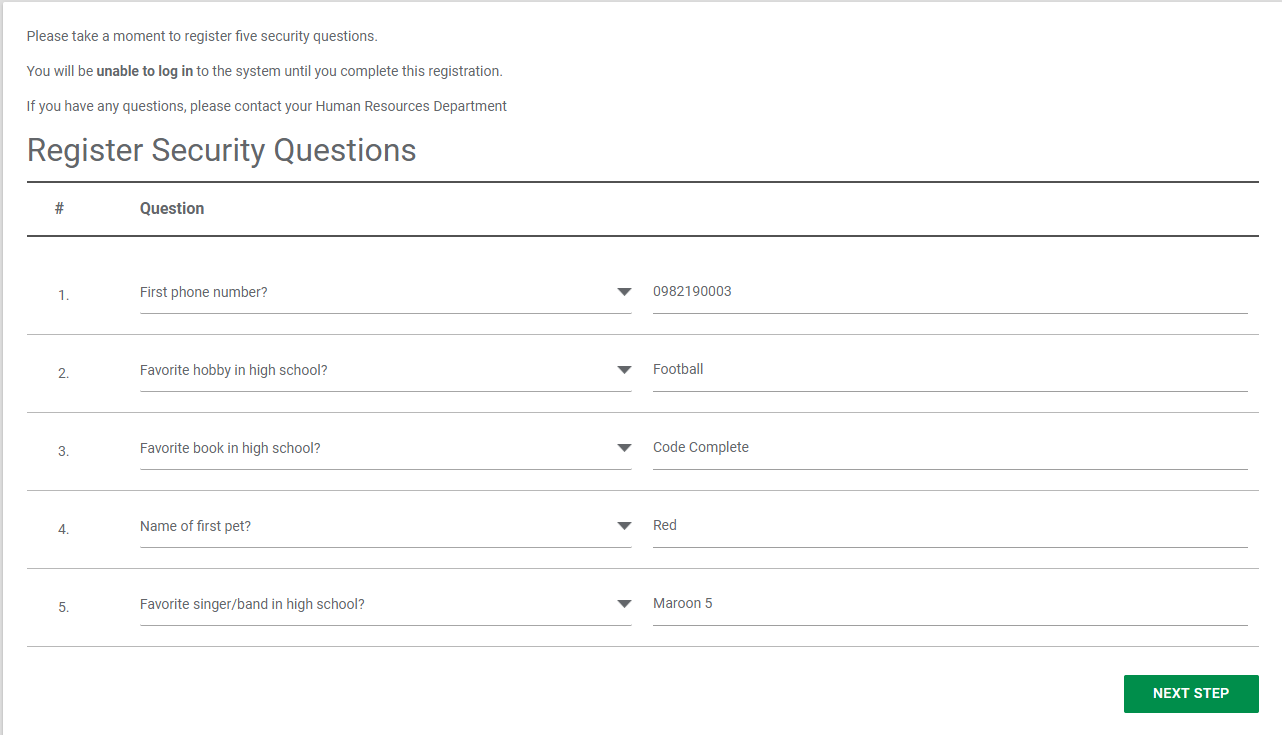 Please take a moment to register five security questions.
You will be unable to log in to the system until you complete this registration.
If you have any questions, please contact your Human Resources Department
Register Security Questions
# Question
1. First phone number? 0982190003
2. Favorite hobby in high school? Football
3. Favorite book in high school? Code Complete
4. Name of first pet? Red
5. Favorite singer/band in high school? Maroon 5
NEXT STEP